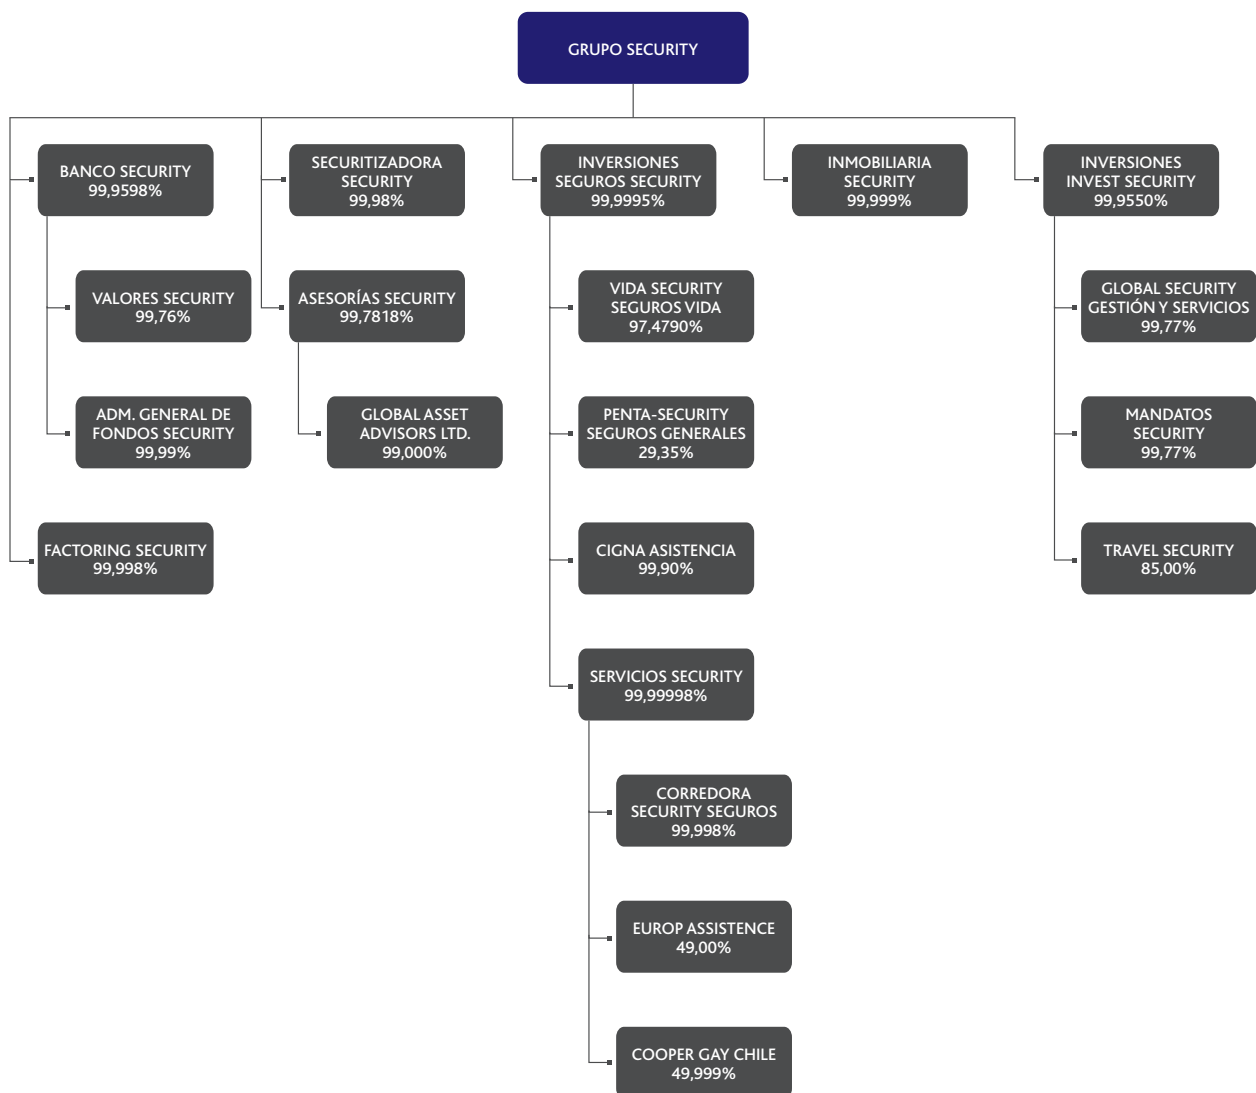 GRUPO SECURITY
BANCO SECURITY
99,9598%
SECURITIZADORA
SECURITY
99,98%
INVERSIONES
SEGUROS SECURITY
99,9995%
INMOBILIARIA
SECURITY
99,999%
INVERSIONES
INVEST SECURITY
99,9550%
VALORES SECURITY
99,76%
ASESORÍAS SECURITY
99,7818%
VIDA SECURITY
SEGUROS VIDA
97,4790%
GLOBAL SECURITY
GESTIÓN Y SERVICIOS
99,77%
ADM. GENERAL DE
FONDOS SECURITY
99,99%
GLOBAL ASSET
ADVISORS LTD.
99,000%
PENTA-SECURITY
SEGUROS GENERALES
29,35%
MANDATOS
SECURITY
99,77%
FACTORING SECURITY
99,998%
CIGNA ASISTENCIA
99,90%
TRAVEL SECURITY
85,00%
SERVICIOS SECURITY
99,99998%
CORREDORA
SECURITY SEGUROS
99,998%
EUROP ASSISTENCE
49,00%
COOPER GAY CHILE
49,999%